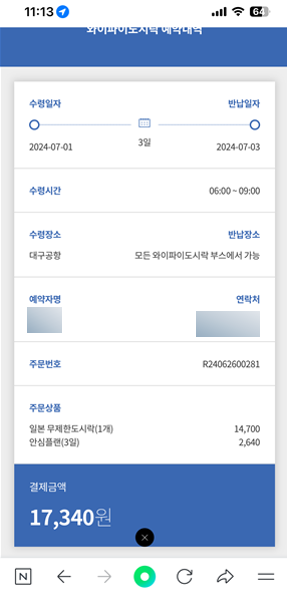 11:13
64
와이파이도시락 예약내역
수령일자 반납일자
3일
2024-07-01 2024-07-03
수령시간 06:00 ~ 09:00
수령장소 반납장소
대구공항 모든 와이파이도시락 부스에서 가능
예약자명 연락처
주문번호 R24062600281
주문상품
일본 무제한도시락(1개) 14,700
안심플랜(3일) 2,640
결제금액
17,340원
N